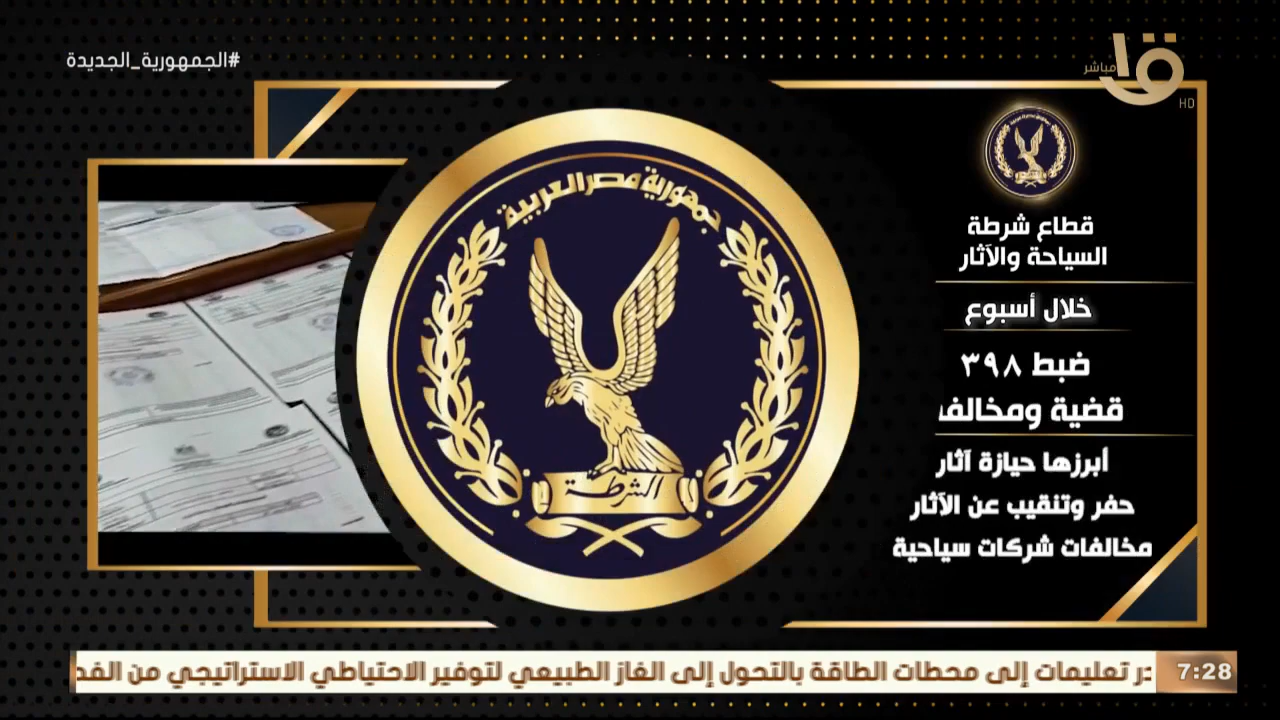 #الجمهورية_الجديدة
مباشر
HD
جمهورية مصر العربية
الشرطة
قطاع شرطة
السياحة والآثار
خلال أسبوع
ضبط ٣٩٨
قضية ومخالف
أبرزها حيازة آثار
حفر وتنقيب عن الآثار
مخالفات شركات سياحية
تعليمات إلى محطات الطاقة بالتحول إلى الغاز الطبيعي لتوفير الاحتياطي الاستراتيجي من
7:28